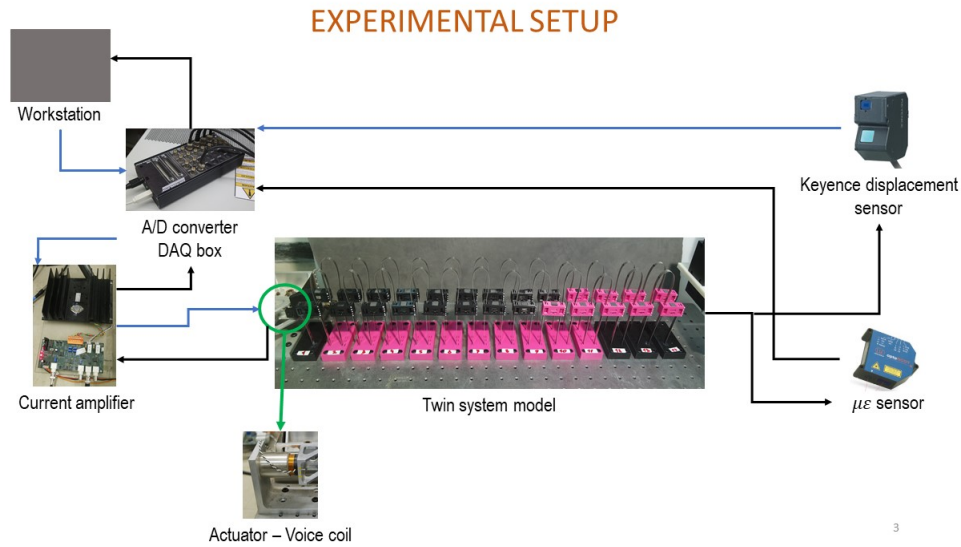 EXPERIMENTAL SETUP
Workstation
A/D converter
DAQ box
Keyence displacement
sensor
Current amplifier
Twin system model
με sensor
Actuator – Voice coil
3